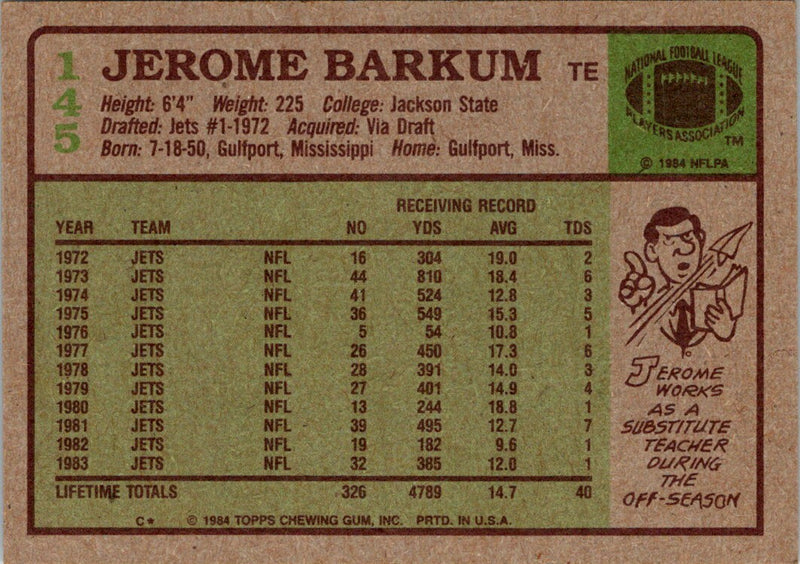 145
JEROME BARKUM TE
Height: 6'4" Weight: 225 College: Jackson State
Drafted: Jets #1-1972 Acquired: Via Draft
Born: 7-18-50, Gulfport, Mississippi Home: Gulfport, Miss.
NATIONAL FOOTBALL LEAGUE
PLAYERS ASSOCIATION
TM
© 1984 NFLPA
RECEIVING RECORD
YEAR TEAM NO YDS AVG TDS
1972 JETS NFL 16 304 19.0 2
1973 JETS NFL 44 810 18.4 6
1974 JETS NFL 41 524 12.8 3
1975 JETS NFL 36 549 15.3 5
1976 JETS NFL 5 54 10.8 1
1977 JETS NFL 26 450 17.3 6
1978 JETS NFL 28 391 14.0 3
1979 JETS NFL 27 401 14.9 4
1980 JETS NFL 13 244 18.8 1
1981 JETS NFL 39 495 12.7 7
1982 JETS NFL 19 182 9.6 1
1983 JETS NFL 32 385 12.0 1
LIFETIME TOTALS 326 4789 14.7 40
C* © 1984 TOPPS CHEWING GUM, INC. PRTD. IN U.S.A.
JEROME
WORKS
AS A
SUBSTITUTE
TEACHER
DURING
THE
OFF-SEASON